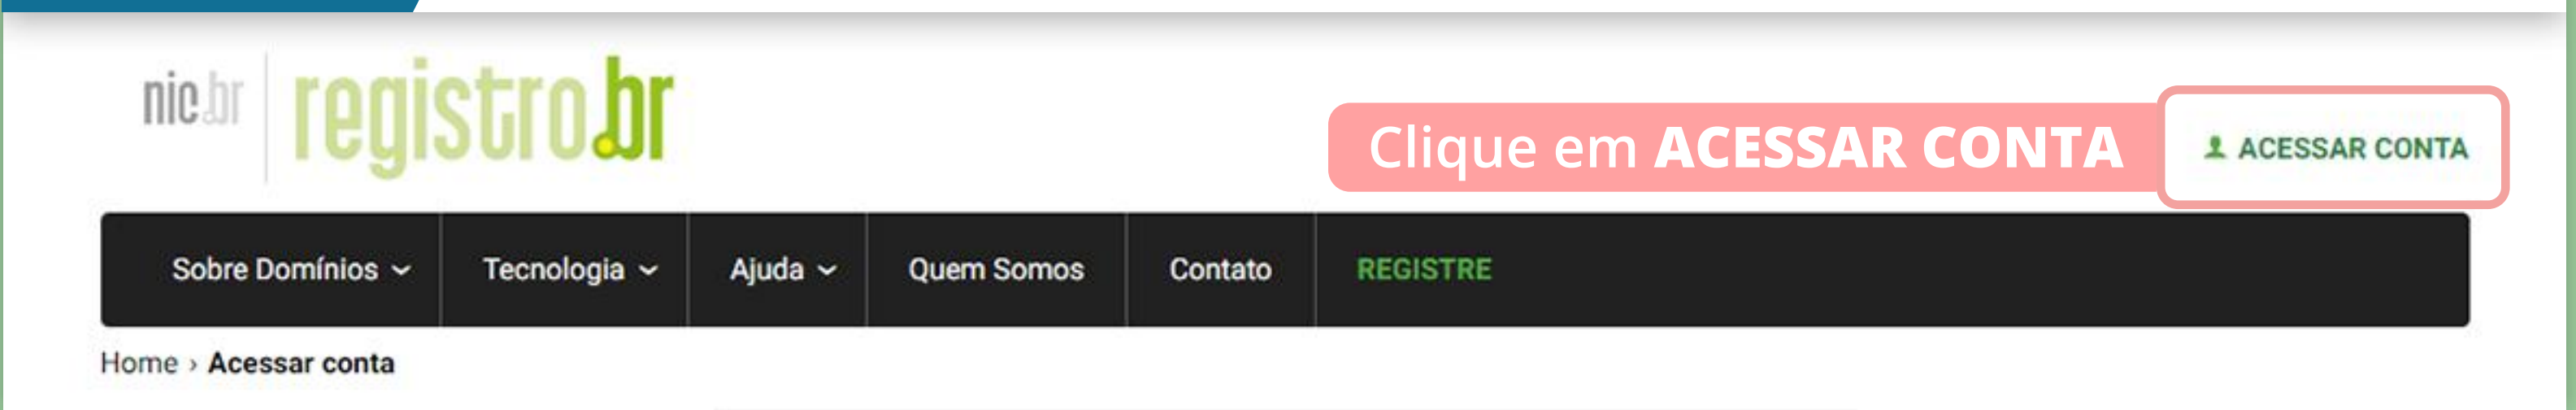 nic.br registro.br
Clique em ACESSAR CONTA
ACESSAR CONTA
Sobre Domínios Tecnologia Ajuda Quem Somos Contato REGISTRE
Home › Acessar conta